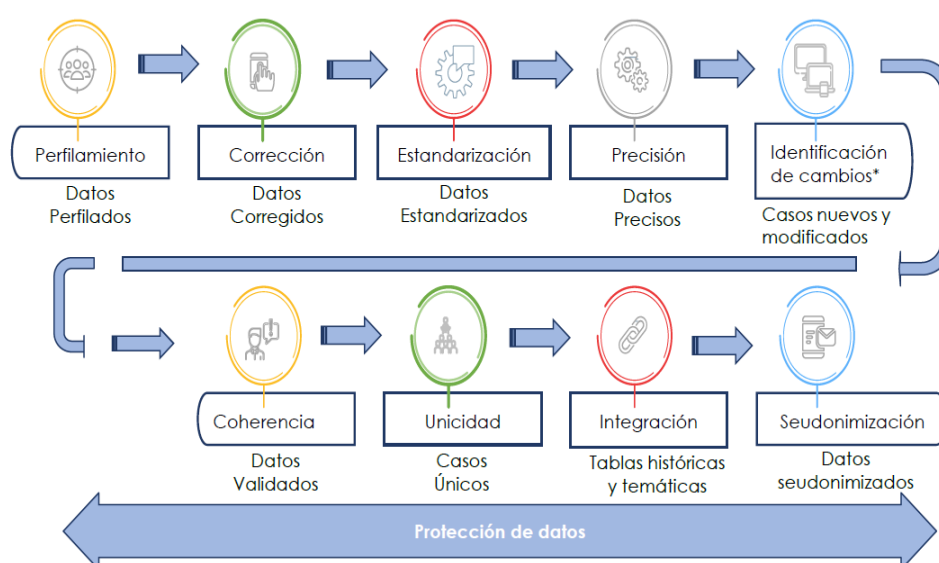 Perfilamiento
Datos
Perfilados
Corrección
Datos
Corregidos
Estandarización
Datos
Estandarizados
Precisión
Datos
Precisos
Identificación
de cambios*
Casos nuevos y
modificados
Coherencia
Datos
Validados
Unicidad
Casos
Únicos
Integración
Tablas históricas
y temáticas
Seudonimización
Datos
seudonimizados
Protección de datos